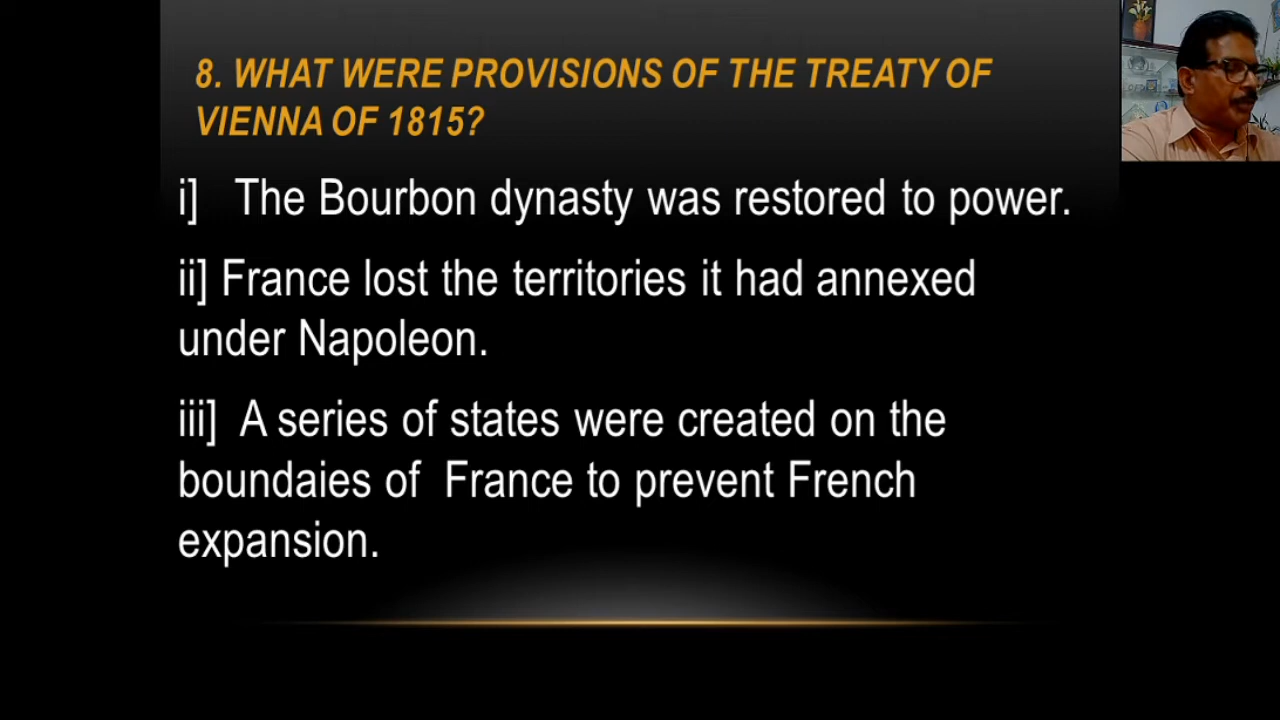 8. WHAT WERE PROVISIONS OF THE TREATY OF
VIENNA OF 1815?
i] The Bourbon dynasty was restored to power.
ii] France lost the territories it had annexed
under Napoleon.
iii] A series of states were created on the
boundaies of France to prevent French
expansion.